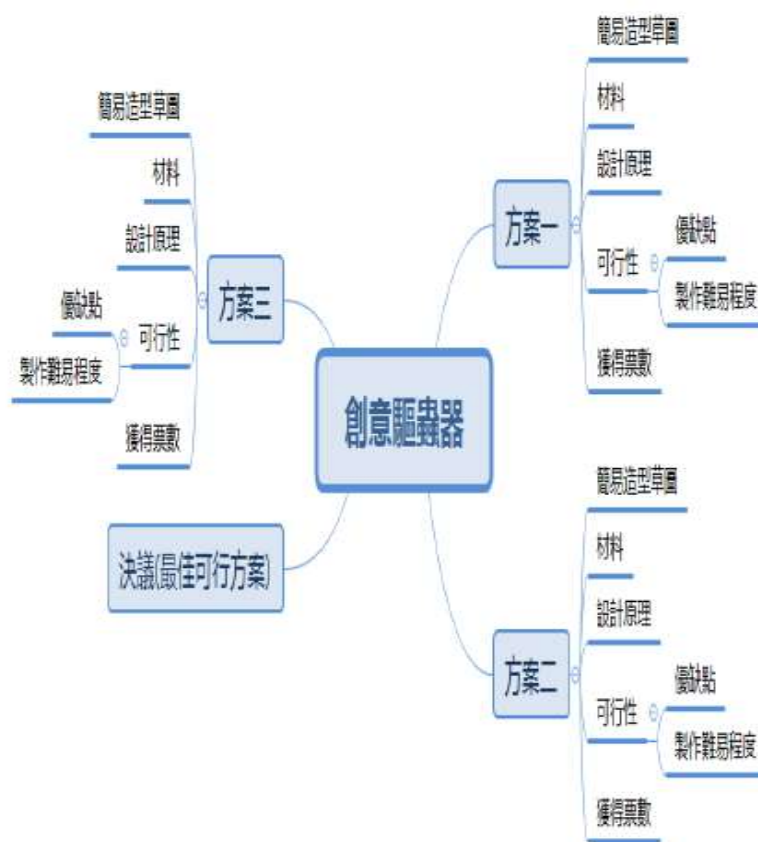 創意驅蟲器
方案一
簡易造型草圖
材料
設計原理
可行性
優缺點
製作難易程度
獲得票數
方案二
簡易造型草圖
材料
設計原理
可行性
優缺點
製作難易程度
獲得票數
方案三
簡易造型草圖
材料
設計原理
可行性
優缺點
製作難易程度
獲得票數
決議(最佳可行方案)